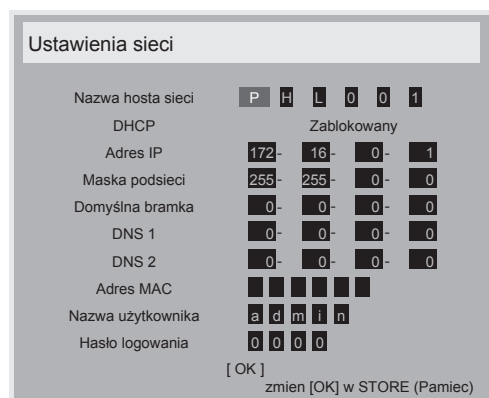 Ustawienia sieci
Nazwa hosta sieci P H L 0 0 1
DHCP Zablokowany
Adres IP 172- 16- 0- 1
Maska podsieci 255- 255- 0- 0
Domyślna bramka 0- 0- 0- 0
DNS 1 0- 0- 0- 0
DNS 2 0- 0- 0- 0
Adres MAC
Nazwa użytkownika a d m i n
Hasło logowania 0 0 0 0
[ OK ]
zmien [OK] w STORE (Pamiec)